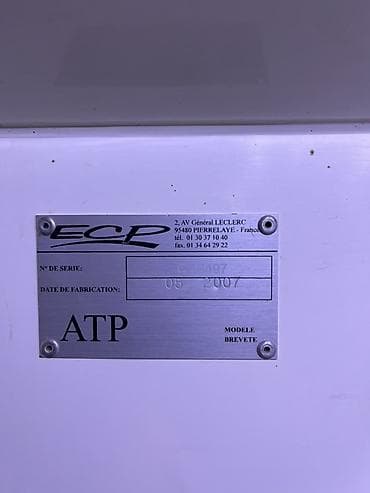 ECP
2, AV Général LECLERC
95480 PIERRELAYE - France
tél. 01 30 37 10 40
fax. 01 34 64 29 22
N° DE SERIE:
DATE DE FABRICATION: 05 2007
ATP
MODELE
BREVETE